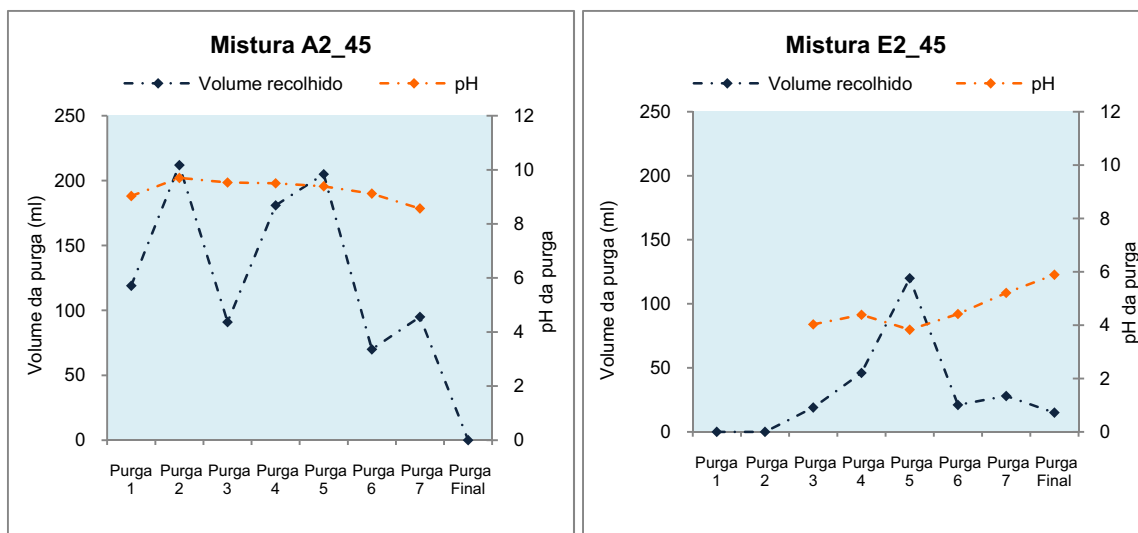 Mistura A2_45
Volume recolhido pH
250
200
150
100
50
0
12
10
8
6
4
2
0
Volume da purga (ml)
pH da purga
Purga Purga Purga Purga Purga Purga Purga Purga
1 2 3 4 5 6 7 Final
Mistura E2_45
Volume recolhido pH
250
200
150
100
50
0
12
10
8
6
4
2
0
Volume da purga (ml)
pH da purga
Purga Purga Purga Purga Purga Purga Purga Purga
1 2 3 4 5 6 7 Final